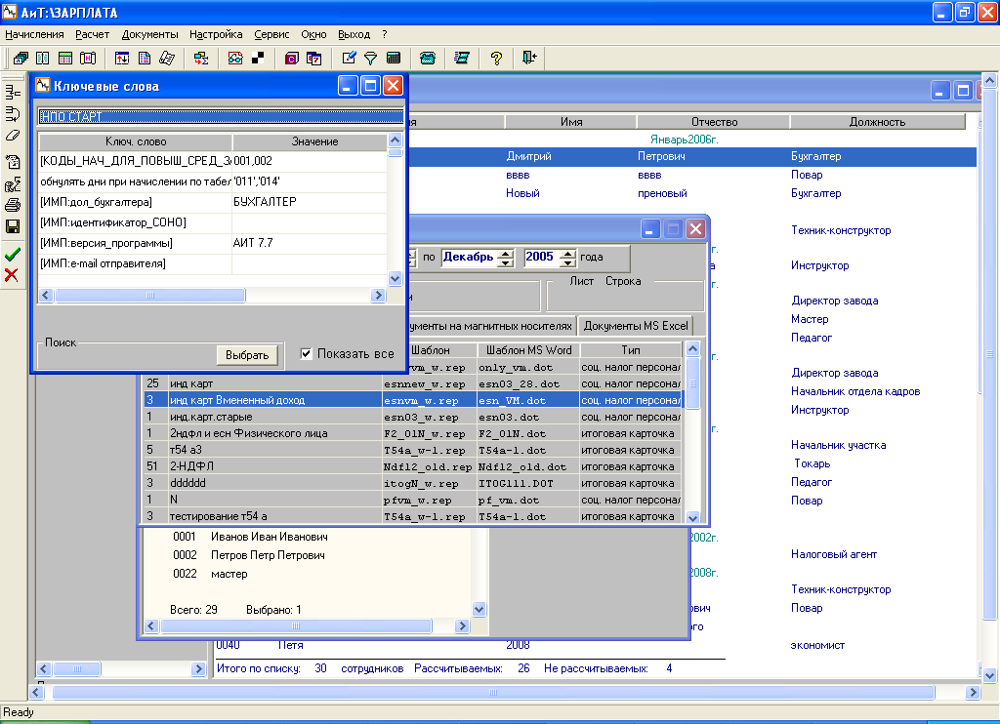 АиТ:\ЗАРПЛАТА
Начисления Расчет Документы Настройка Сервис Окно Выход ?
Ключевые слова
НПО СТАРТ
Ключ. слово Значение
[КОДЫ_НАЧ_ДЛЯ_ПОВЫШ_СРЕД_ЗА 001,002
обнулять дни при начислении по табел '011','014'
[ИМП:дол_бухгалтера] БУХГАЛТЕР
[ИМП:идентификатор_СОНО]
[ИМП:версия_программы] АИТ 7.7
[ИМП:e-mail отправителя]
Поиск
Выбрать
Показать все
Имя Отчество Должность
Январь2006г.
Дмитрий Петрович Бухгалтер
вввв вввв Повар
Новый преновый Бухгалтер
Техник-конструктор
Инструктор
Директор завода
Мастер
Педагог
Директор завода
Начальник отдела кадров
Инструктор
Начальник участка
Токарь
Педагог
Повар
2002г.
Налоговый агент
2008г.
Техник-конструктор
Повар
0040 Петя 2008 экономист
Итого по списку: 30 сотрудников Рассчитываемых: 26 Не рассчитываемых: 4
по Декабрь 2005 года
Лист Строка
ументы на магнитных носителях Документы MS Excel
Шаблон Шаблон MS Word Тип
vm_w.rep only_vm.dot соц. налог персонал
25 инд карт esnnew_w.rep esn03_28.dot соц. налог персонал
3 инд карт Вмененный доход esnvm_w.rep esn_VM.dot соц. налог персонал
1 инд.карт.старые esn03_w.rep esn03.dot соц. налог персонал
1 2ндфл и есн Физического лица F2_01N_w.rep F2_01N.dot итоговая карточка
5 т54 а3 T54a_w-1.rep T54a-1.dot итоговая карточка
51 2-НДФЛ Ndfl2_old.rep Ndfl2_old.dot итоговая карточка
3 dddddd itogN_w.rep ITOG111.DOT итоговая карточка
1 N pfvm_w.rep pf_vm.dot соц. налог персонал
3 тестирование т54 а T54a_w-1.rep T54a-1.dot итоговая карточка
0001 Иванов Иван Иванович
0002 Петров Петр Петрович
0022 мастер
Всего: 29 Выбрано: 1
Ready